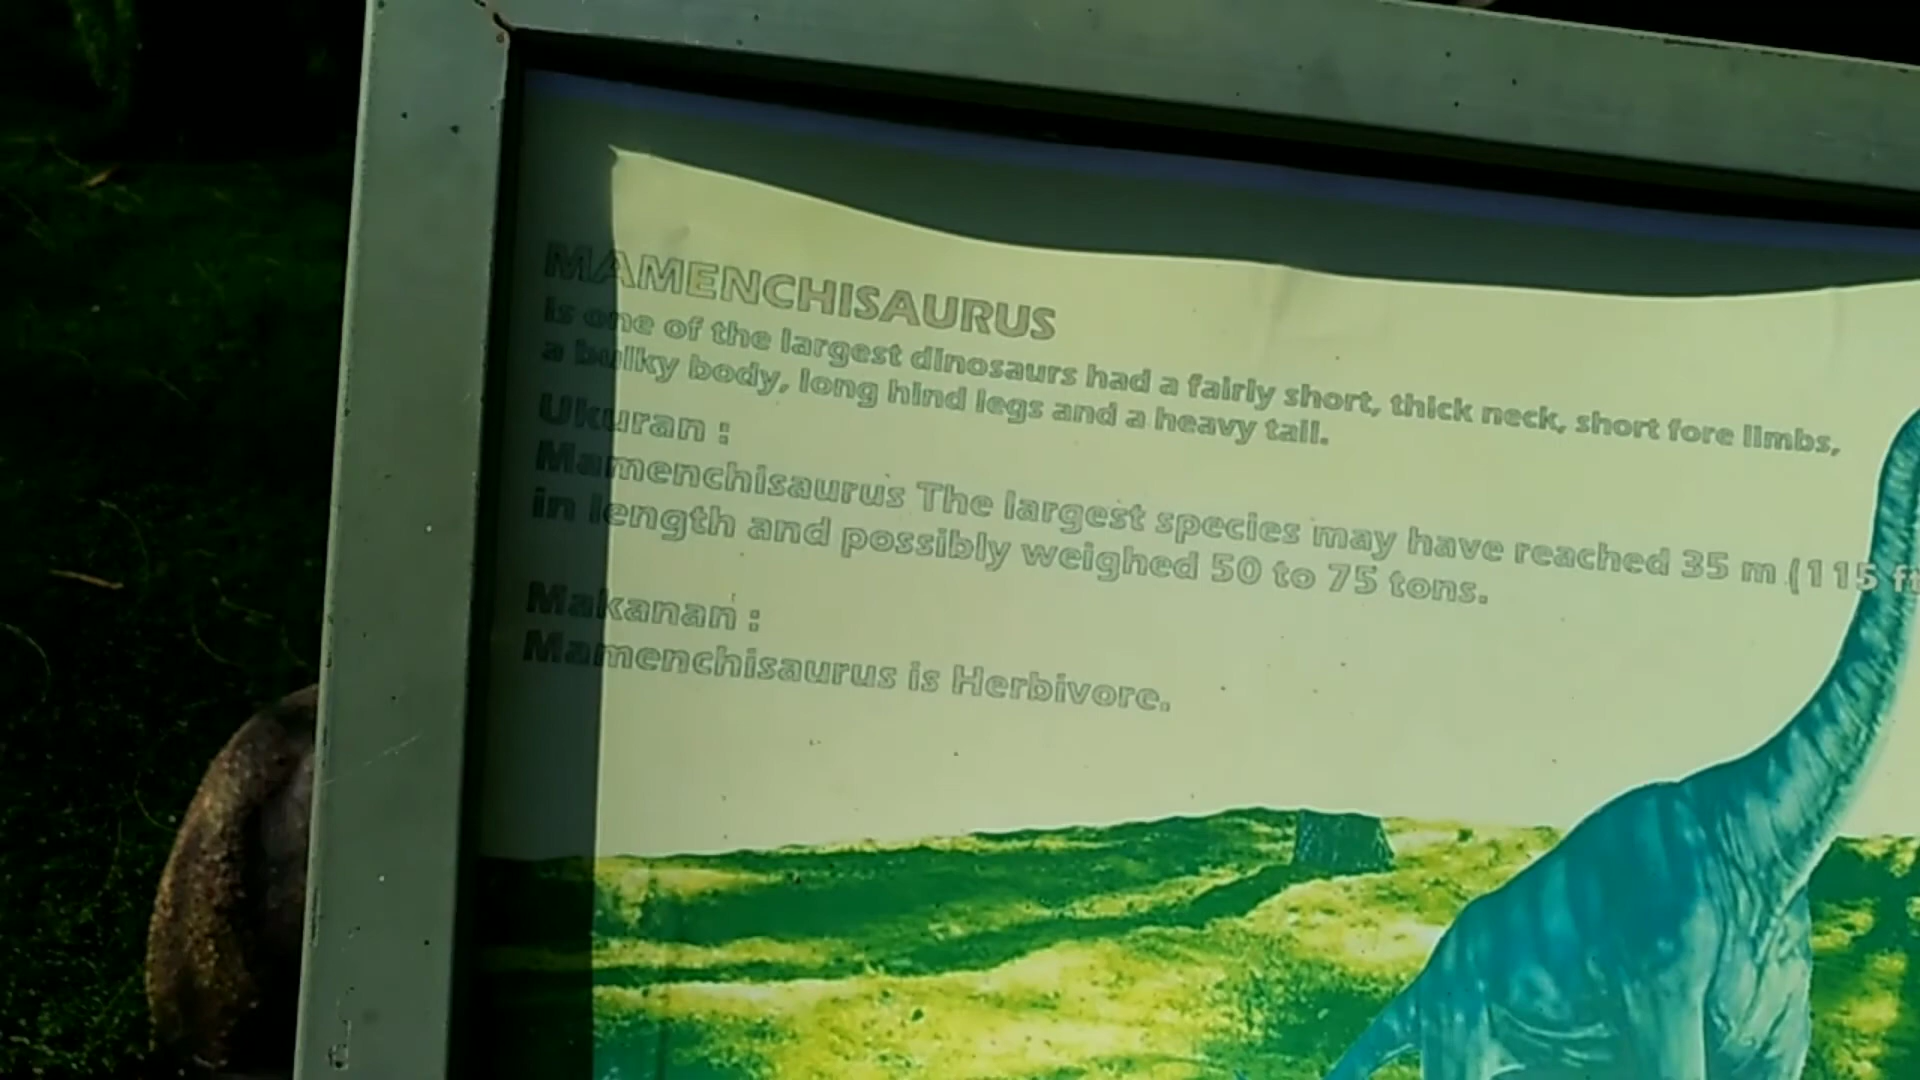 MAMENCHISAURUS
is one of the largest dinosaurs had a fairly short, thick neck, short fore limbs,
a bulky body, long hind legs and a heavy tail.
Ukuran :
Mamenchisaurus The largest species may have reached 35 m (115 ft
in length and possibly weighed 50 to 75 tons.
Makanan :
Mamenchisaurus is Herbivore.